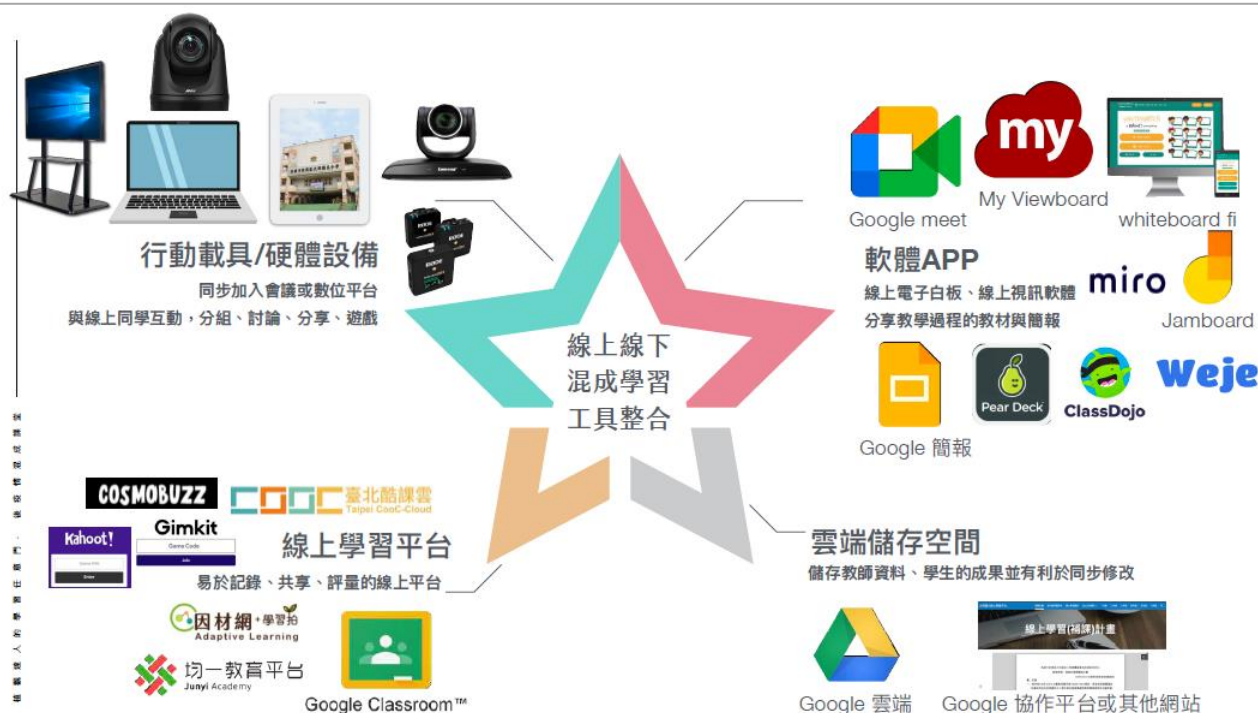 行動載具/硬體設備
同步加入會議或數位平台
與線上同學互動，分組、討論、分享、遊戲
my
Google meet
My Viewboard
whiteboard fi
軟體APP
線上電子白板、線上視訊軟體
分享教學過程的教材與簡報
miro
Jamboard
Pear Deck
ClassDojo
Weje
Google 簡報
線上線下
混成學習
工具整合
COSMOBUZZ
COOC 臺北酷課雲
Taipei CooC-Cloud
Kahoot!
Enter
Gimkit
Game Code
Join
線上學習平台
易於記錄、共享、評量的線上平台
因材網+學習拍
Adaptive Learning
均一教育平台
Junyi Academy
Google Classroom™
雲端儲存空間
儲存教師資料、學生的成果並有利於同步修改
線上學習(補課)計畫
Google 雲端
Google 協作平台或其他網站